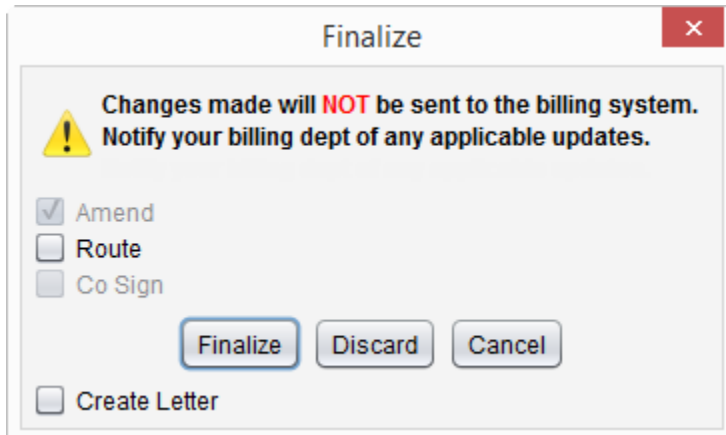 Finalize
Changes made will NOT be sent to the billing system.
Notify your billing dept of any applicable updates.
Amend
Route
Co Sign
Finalize Discard Cancel
Create Letter